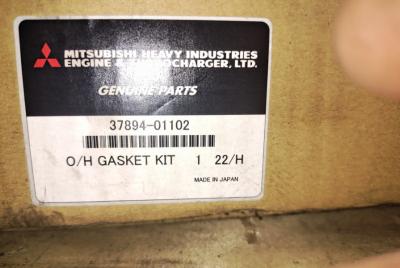 MITSUBISHI HEAVY INDUSTRIES
ENGINE & TURBOCHARGER, LTD.
GENUINE PARTS
37894-01102
O/H GASKET KIT 1 22/H
MADE IN JAPAN